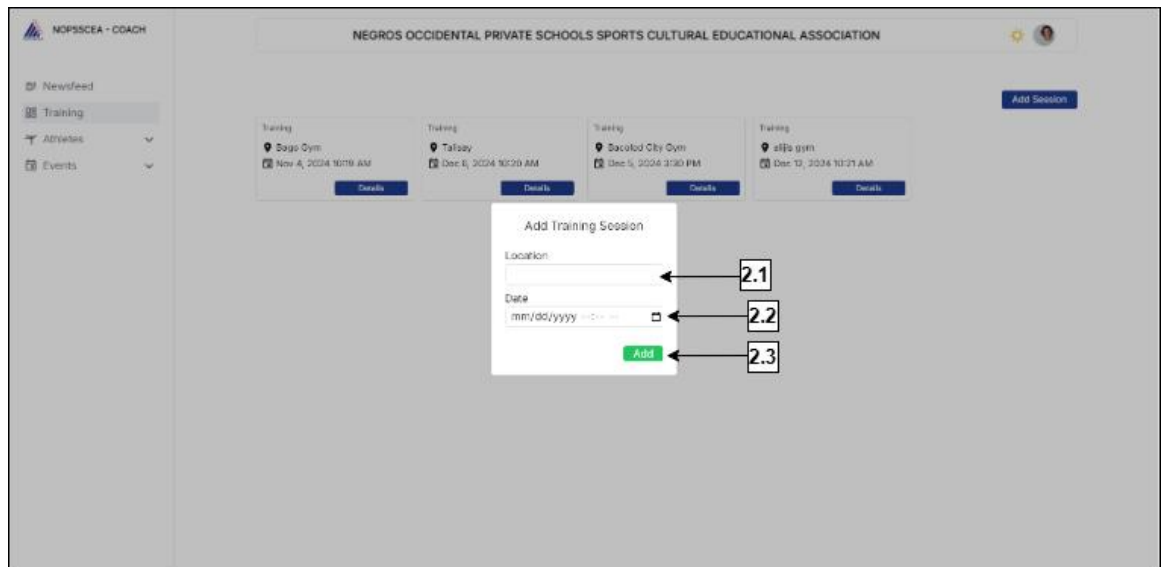 NOPSSCEA - COACH
NEGROS OCCIDENTAL PRIVATE SCHOOLS SPORTS CULTURAL EDUCATIONAL ASSOCIATION
Newsfeed
Training
Athletes
Events
Add Session
Training
Bago Gym
Nov 4, 2024 10:19 AM
Details
Training
Talisay
Dec 6, 2024 10:20 AM
Details
Training
Bacolod City Gym
Dec 5, 2024 3:30 PM
Details
Training
alijis gym
Dec 12, 2024 10:21 AM
Details
Add Training Session
Location
2.1
Date
mm/dd/yyyy --:-- --
2.2
Add
2.3